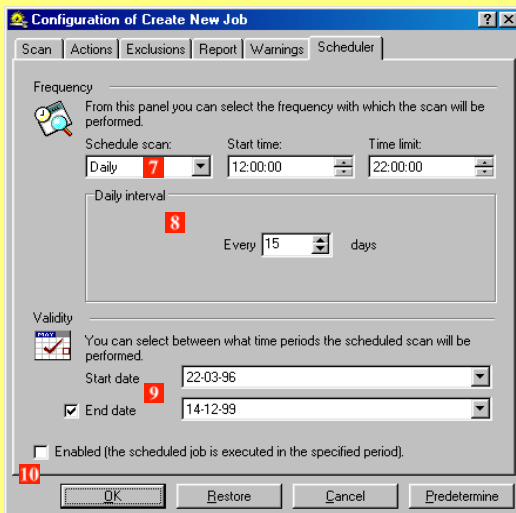 Configuration of Create New Job
Scan Actions Exclusions Report Warnings Scheduler
Frequency
From this panel you can select the frequency with which the scan will be
performed.
Schedule scan: Start time: Time limit:
Daily 7 12:00:00 22:00:00
Daily interval
8
Every 15 days
Validity
MAY
You can select between what time periods the scheduled scan will be
performed.
Start date 22-03-96
9
End date 14-12-99
Enabled (the scheduled job is executed in the specified period).
10
OK Restore Cancel Predetermine